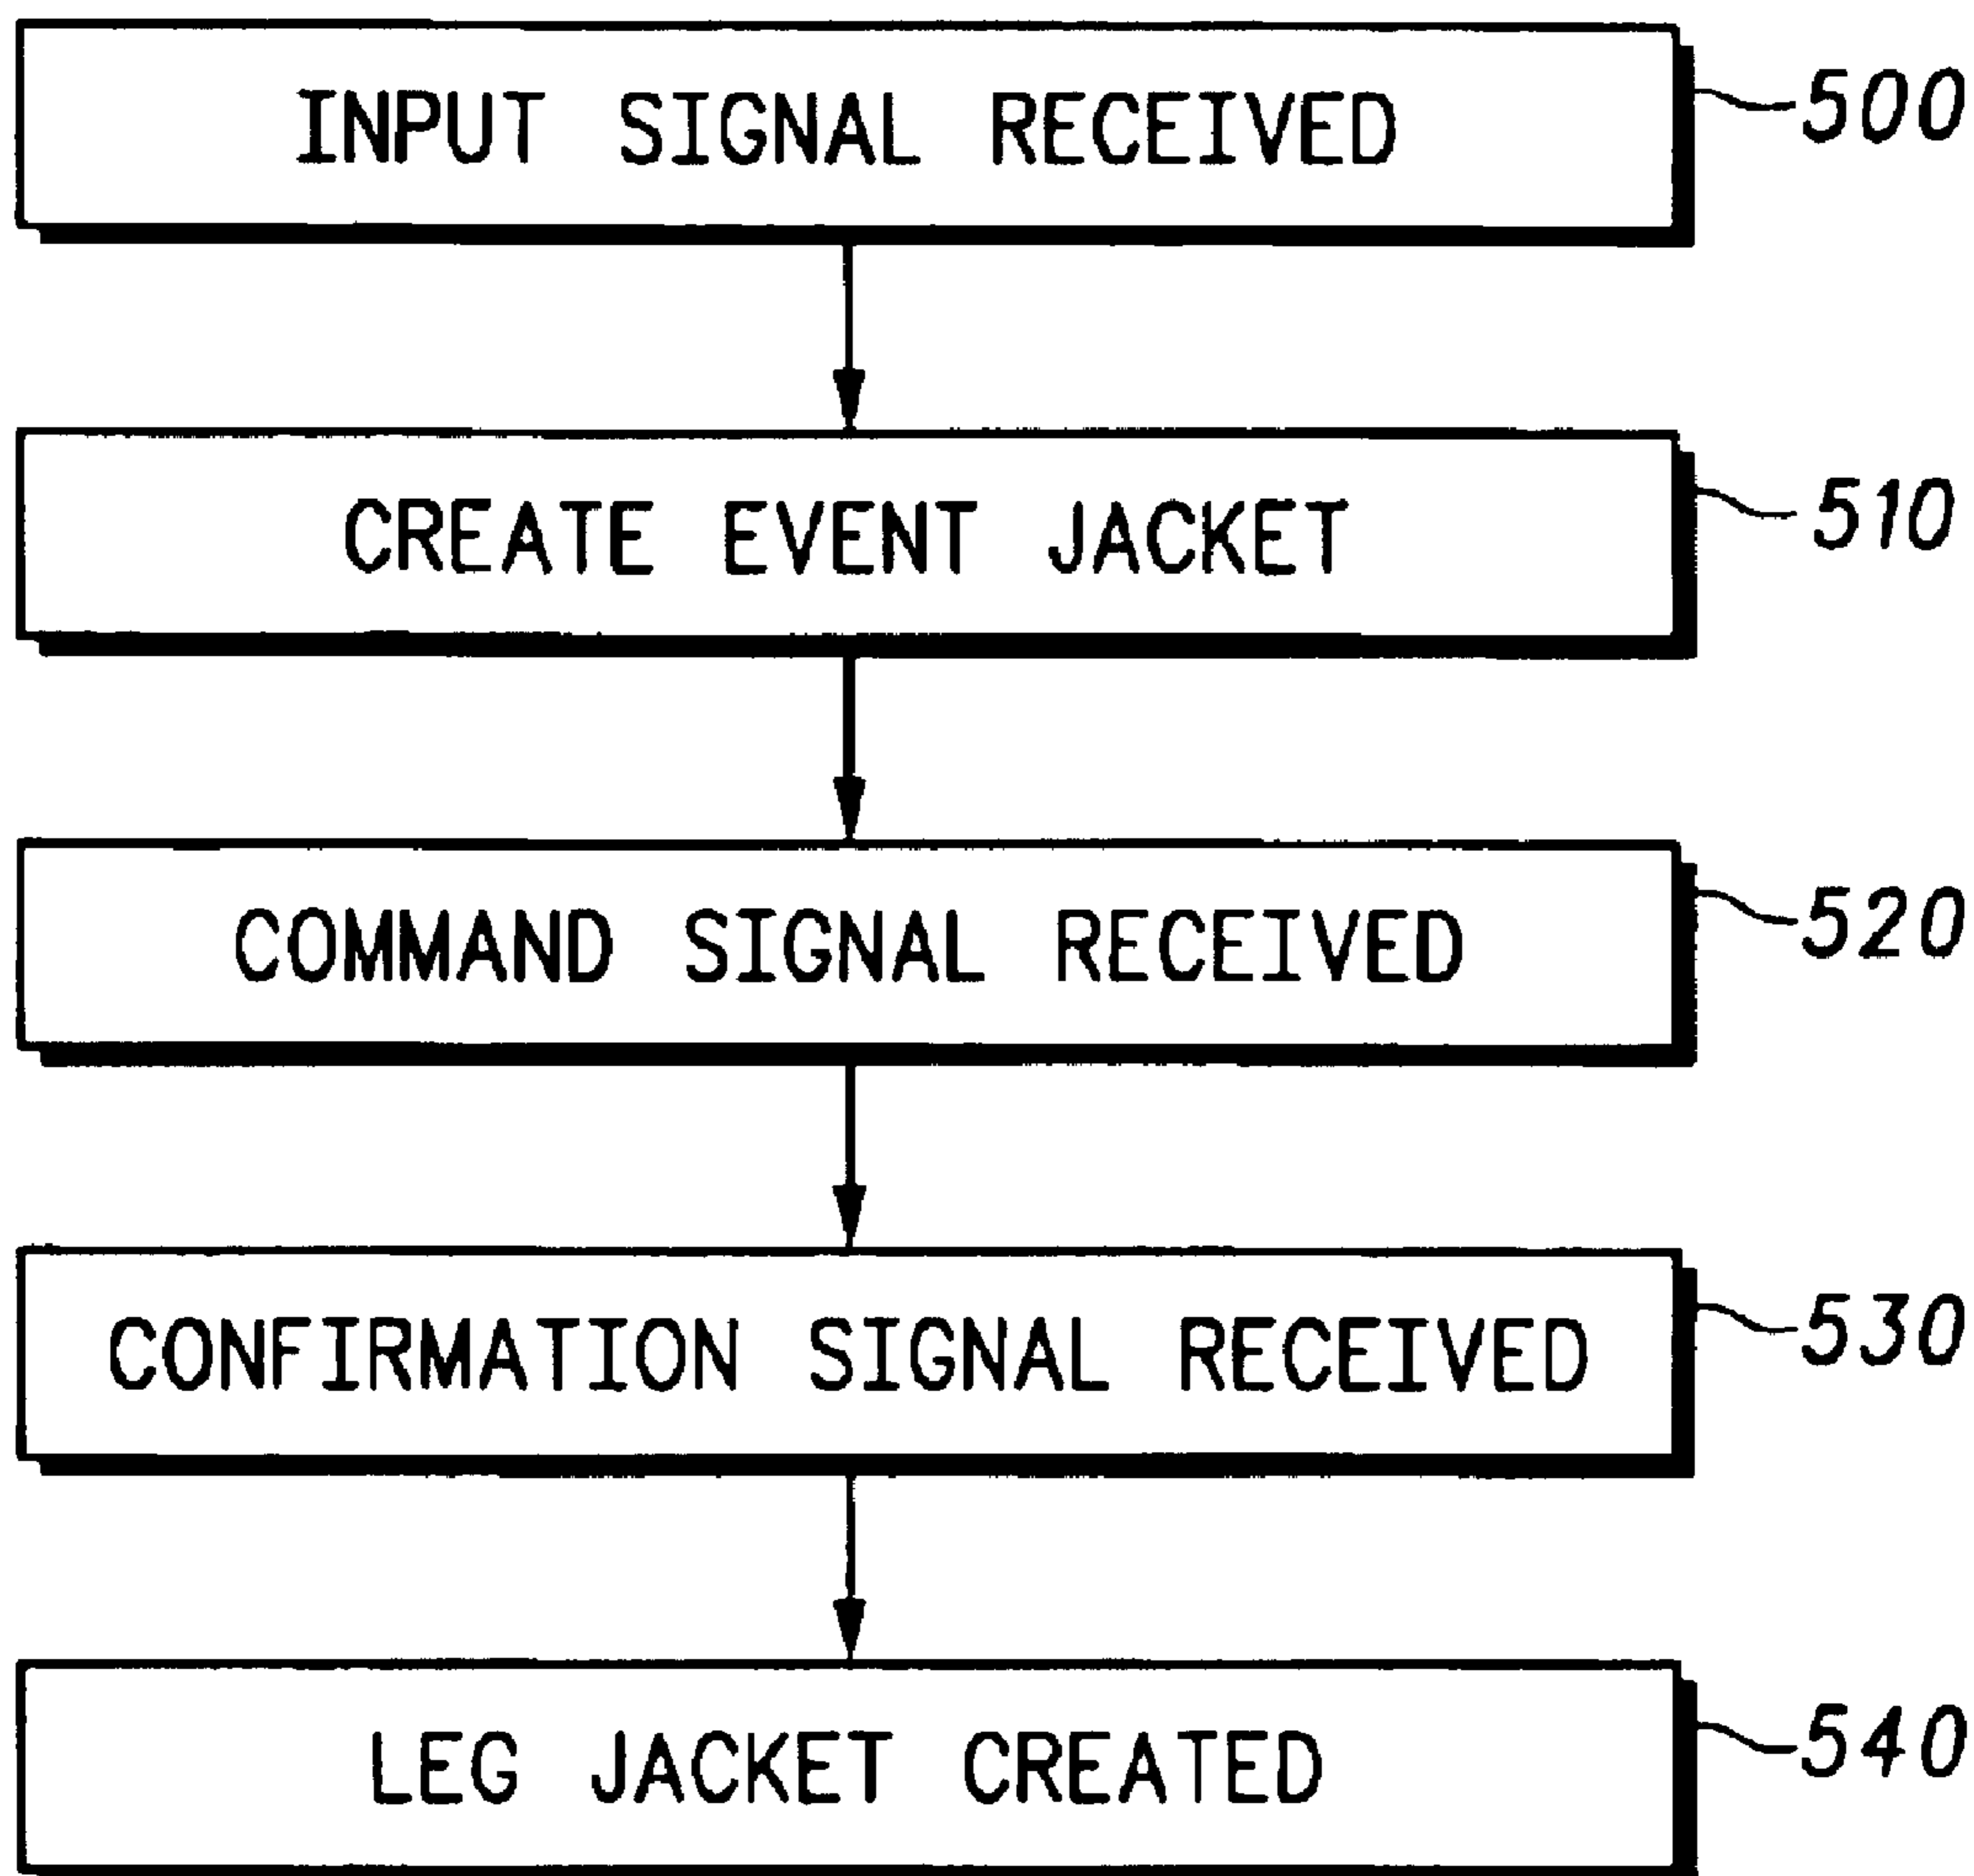 INPUT SIGNAL RECEIVED 500
CREATE EVENT JACKET 510
COMMAND SIGNAL RECEIVED 520
CONFIRMATION SIGNAL RECEIVED 530
LEG JACKET CREATED 540